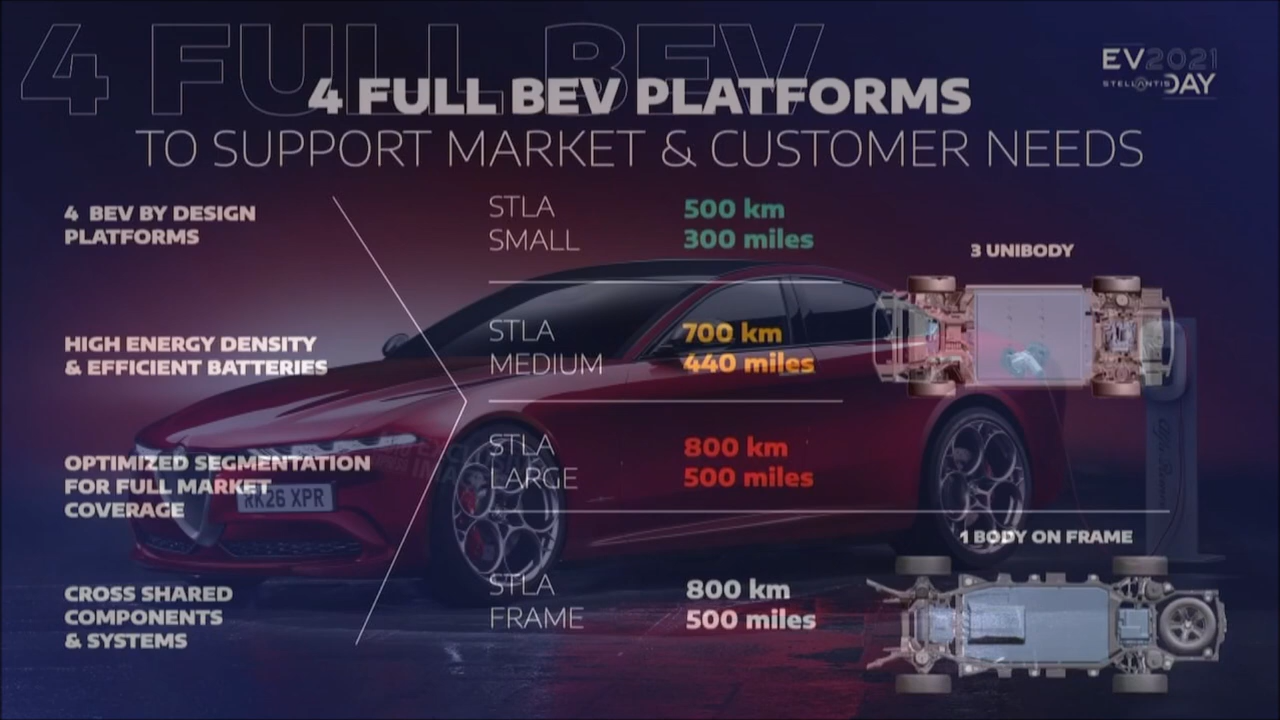 4 FULL BEV
4 FULL BEV PLATFORMS
TO SUPPORT MARKET & CUSTOMER NEEDS
EV2021
STELLANTIS DAY
4 BEV BY DESIGN
PLATFORMS
HIGH ENERGY DENSITY
& EFFICIENT BATTERIES
OPTIMIZED SEGMENTATION
FOR FULL MARKET
COVERAGE
CROSS SHARED
COMPONENTS
& SYSTEMS
STLA
SMALL
500 km
300 miles
STLA
MEDIUM
700 km
440 miles
STLA
LARGE
800 km
500 miles
STLA
FRAME
800 km
500 miles
3 UNIBODY
1 BODY ON FRAME
RK26 XPR